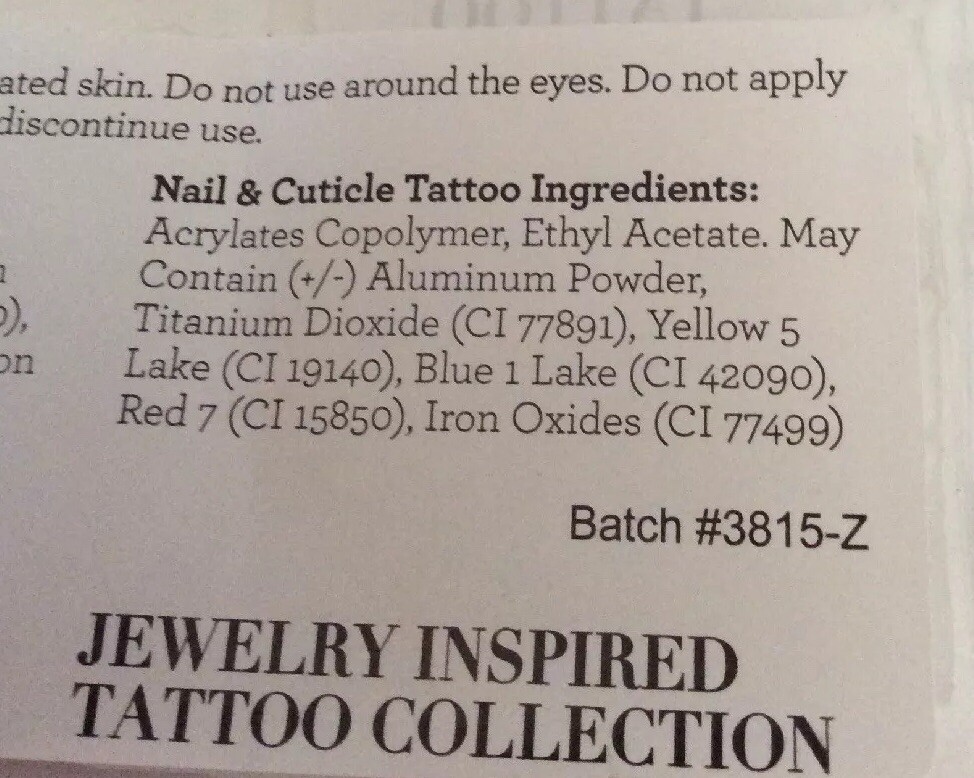 ated skin. Do not use around the eyes. Do not apply
discontinue use.
Nail & Cuticle Tattoo Ingredients:
Acrylates Copolymer, Ethyl Acetate. May
Contain (+/-) Aluminum Powder,
Titanium Dioxide (CI 77891), Yellow 5
Lake (CI 19140), Blue 1 Lake (CI 42090),
Red 7 (CI 15850), Iron Oxides (CI 77499)
on
Batch #3815-Z
JEWELRY INSPIRED
TATTOO COLLECTION